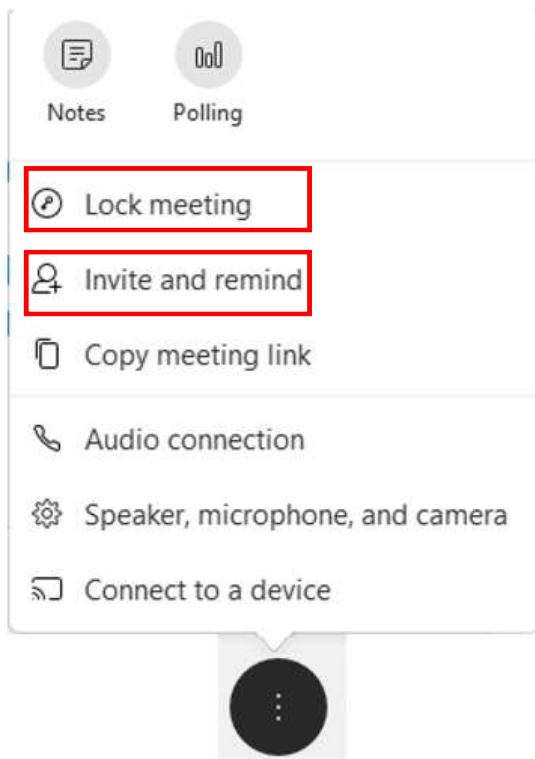 Notes Polling
Lock meeting
Invite and remind
Copy meeting link
Audio connection
Speaker, microphone, and camera
Connect to a device